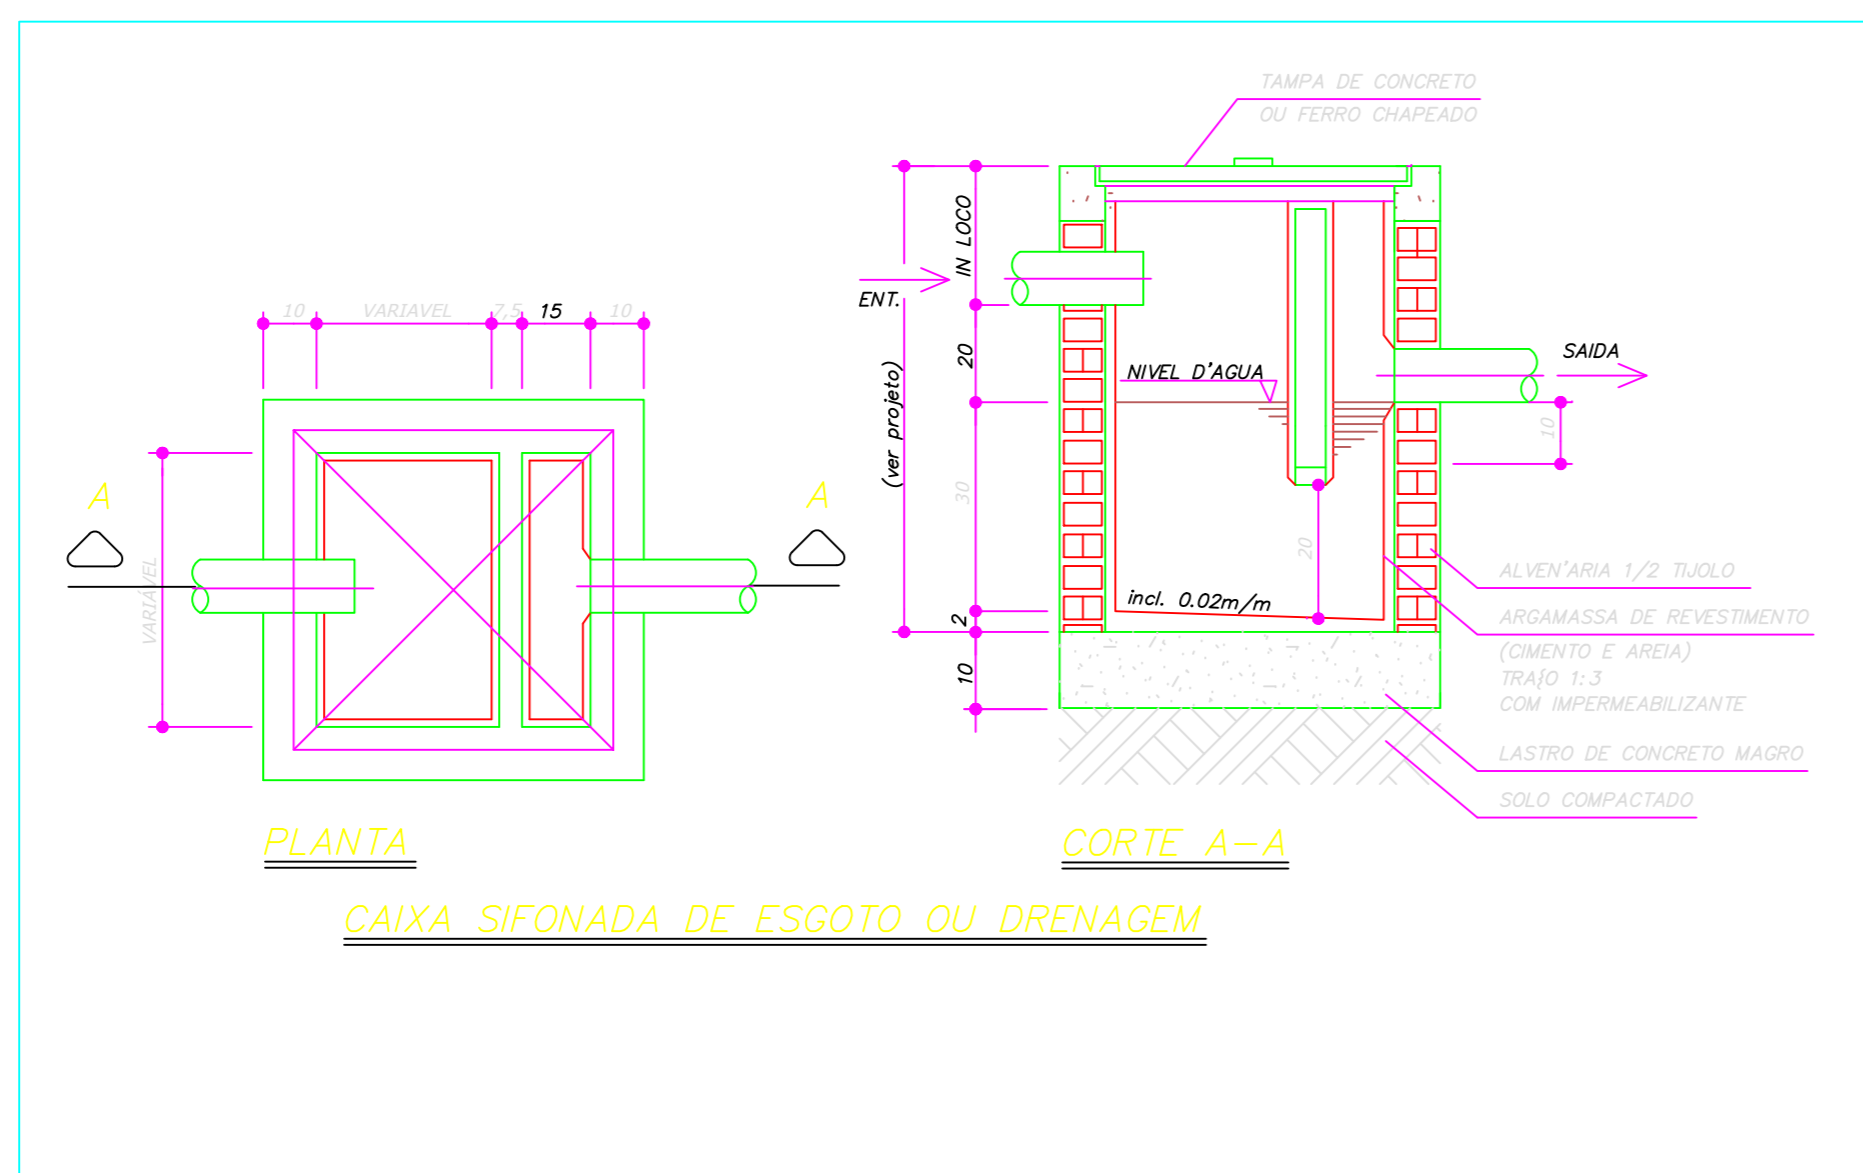 10
VARIAVEL
7,5
15
10
A
A
VARIÁVEL
PLANTA
TAMPA DE CONCRETO
OU FERRO CHAPEADO
IN LOCO
ENT.
20
(ver projeto)
NIVEL D'AGUA
SAIDA
10
30
20
incl. 0.02m/m
2
10
ALVEN'ARIA 1/2 TIJOLO
ARGAMASSA DE REVESTIMENTO
(CIMENTO E AREIA)
TRA{O 1:3
COM IMPERMEABILIZANTE
LASTRO DE CONCRETO MAGRO
SOLO COMPACTADO
CORTE A-A
CAIXA SIFONADA DE ESGOTO OU DRENAGEM